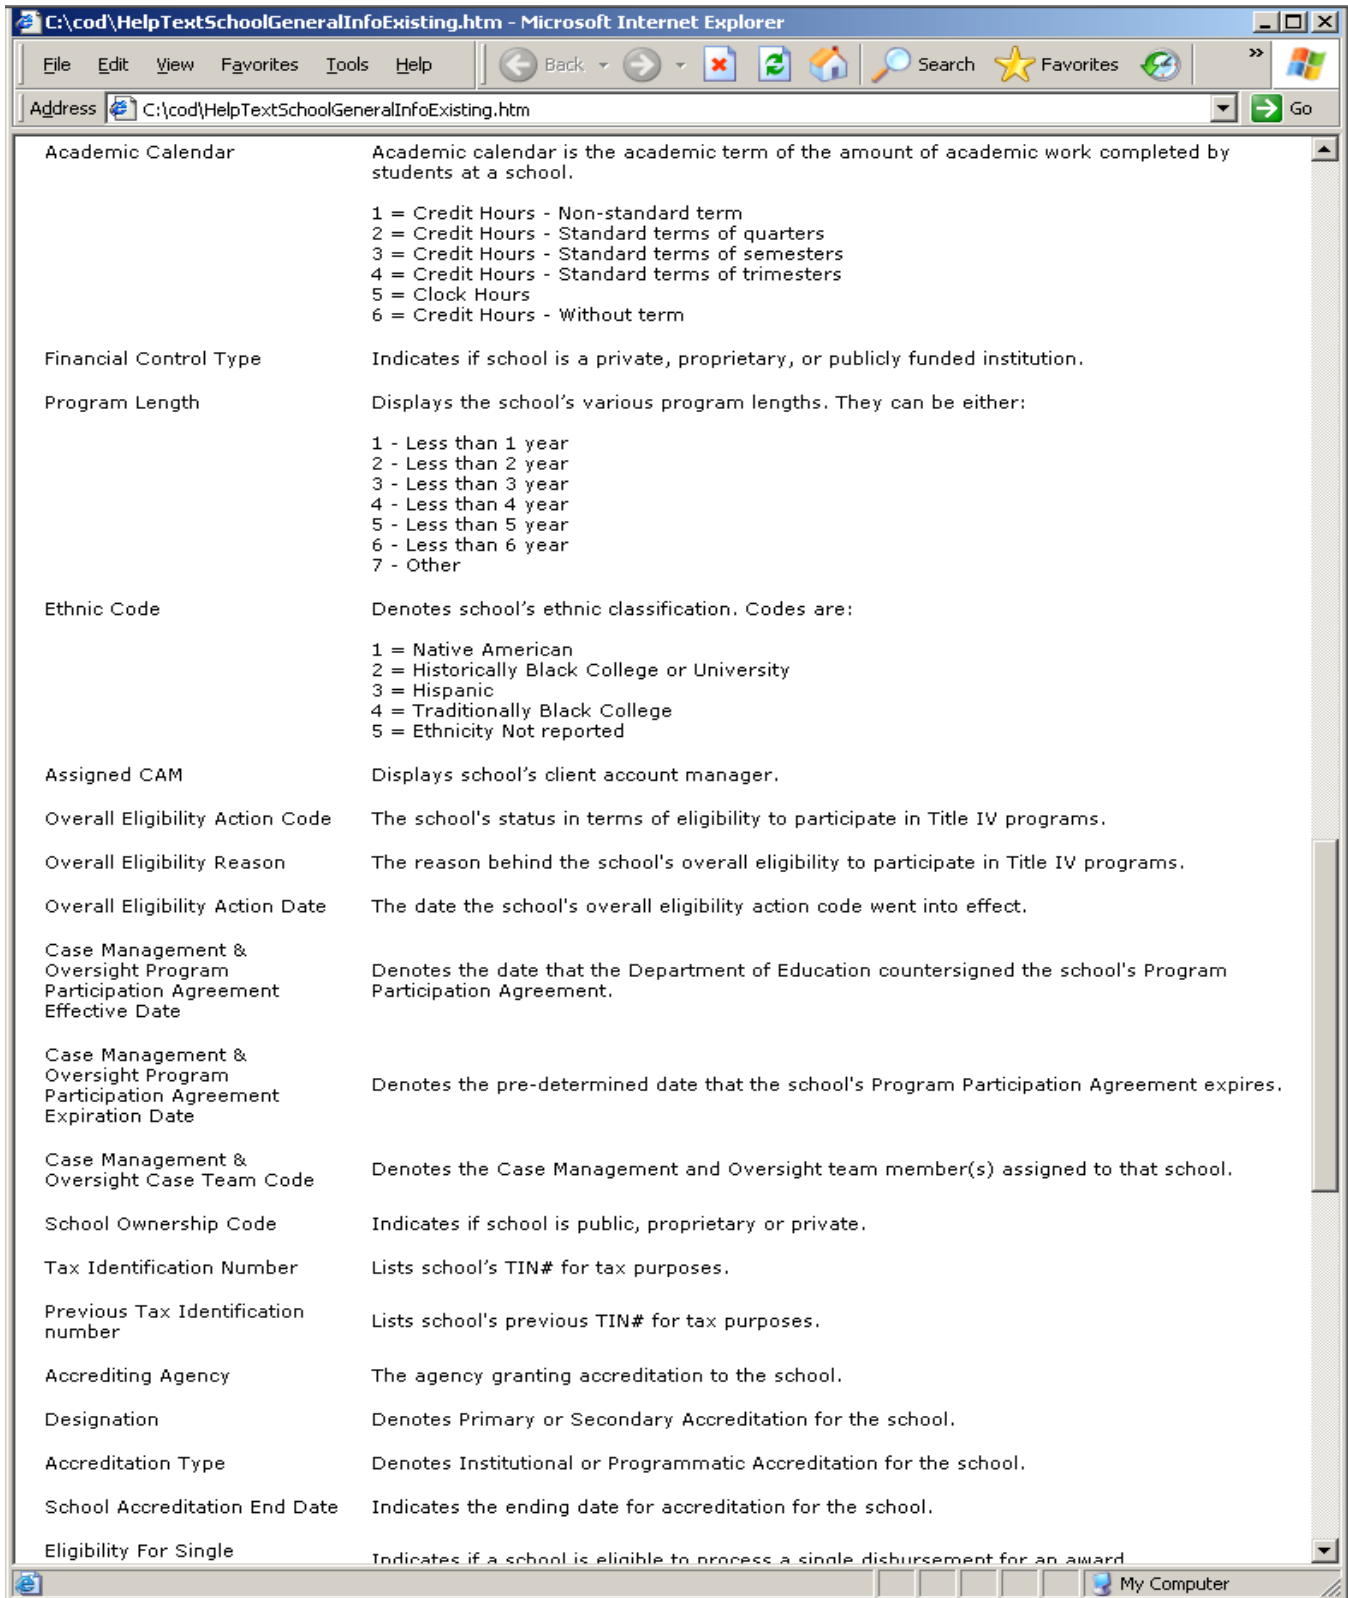 C:\cod\HelpTextSchoolGeneralInfoExisting.htm - Microsoft Internet Explorer
File Edit View Favorites Tools Help Back Search Favorites »
Address C:\cod\HelpTextSchoolGeneralInfoExisting.htm Go
Academic Calendar
Academic calendar is the academic term of the amount of academic work completed by
students at a school.
1 = Credit Hours - Non-standard term
2 = Credit Hours - Standard terms of quarters
3 = Credit Hours - Standard terms of semesters
4 = Credit Hours - Standard terms of trimesters
5 = Clock Hours
6 = Credit Hours - Without term
Financial Control Type
Indicates if school is a private, proprietary, or publicly funded institution.
Program Length
Displays the school's various program lengths. They can be either:
1 - Less than 1 year
2 - Less than 2 year
3 - Less than 3 year
4 - Less than 4 year
5 - Less than 5 year
6 - Less than 6 year
7 - Other
Ethnic Code
Denotes school's ethnic classification. Codes are:
1 = Native American
2 = Historically Black College or University
3 = Hispanic
4 = Traditionally Black College
5 = Ethnicity Not reported
Assigned CAM
Displays school's client account manager.
Overall Eligibility Action Code
The school's status in terms of eligibility to participate in Title IV programs.
Overall Eligibility Reason
The reason behind the school's overall eligibility to participate in Title IV programs.
Overall Eligibility Action Date
The date the school's overall eligibility action code went into effect.
Case Management &
Oversight Program
Participation Agreement
Effective Date
Denotes the date that the Department of Education countersigned the school's Program
Participation Agreement.
Case Management &
Oversight Program
Participation Agreement
Expiration Date
Denotes the pre-determined date that the school's Program Participation Agreement expires.
Case Management &
Oversight Case Team Code
Denotes the Case Management and Oversight team member(s) assigned to that school.
School Ownership Code
Indicates if school is public, proprietary or private.
Tax Identification Number
Lists school's TIN# for tax purposes.
Previous Tax Identification
number
Lists school's previous TIN# for tax purposes.
Accrediting Agency
The agency granting accreditation to the school.
Designation
Denotes Primary or Secondary Accreditation for the school.
Accreditation Type
Denotes Institutional or Programmatic Accreditation for the school.
School Accreditation End Date
Indicates the ending date for accreditation for the school.
Eligibility For Single
Indicates if a school is eligible to process a single disbursement for an award
My Computer